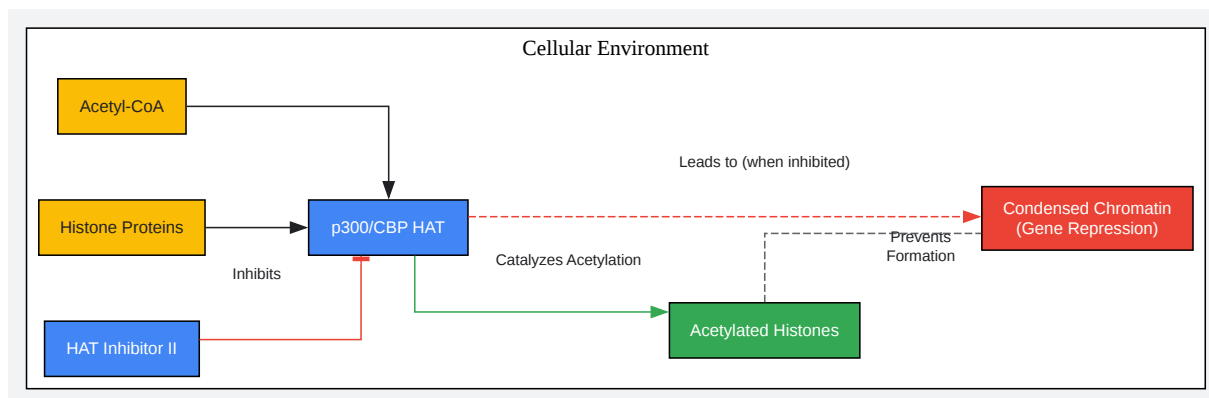 Cellular Environment
Acetyl-CoA
Leads to (when inhibited)
Histone Proteins
p300/CBP HAT
Condensed Chromatin
(Gene Repression)
Prevents
Formation
Inhibits
Catalyzes Acetylation
HAT Inhibitor II
Acetylated Histones